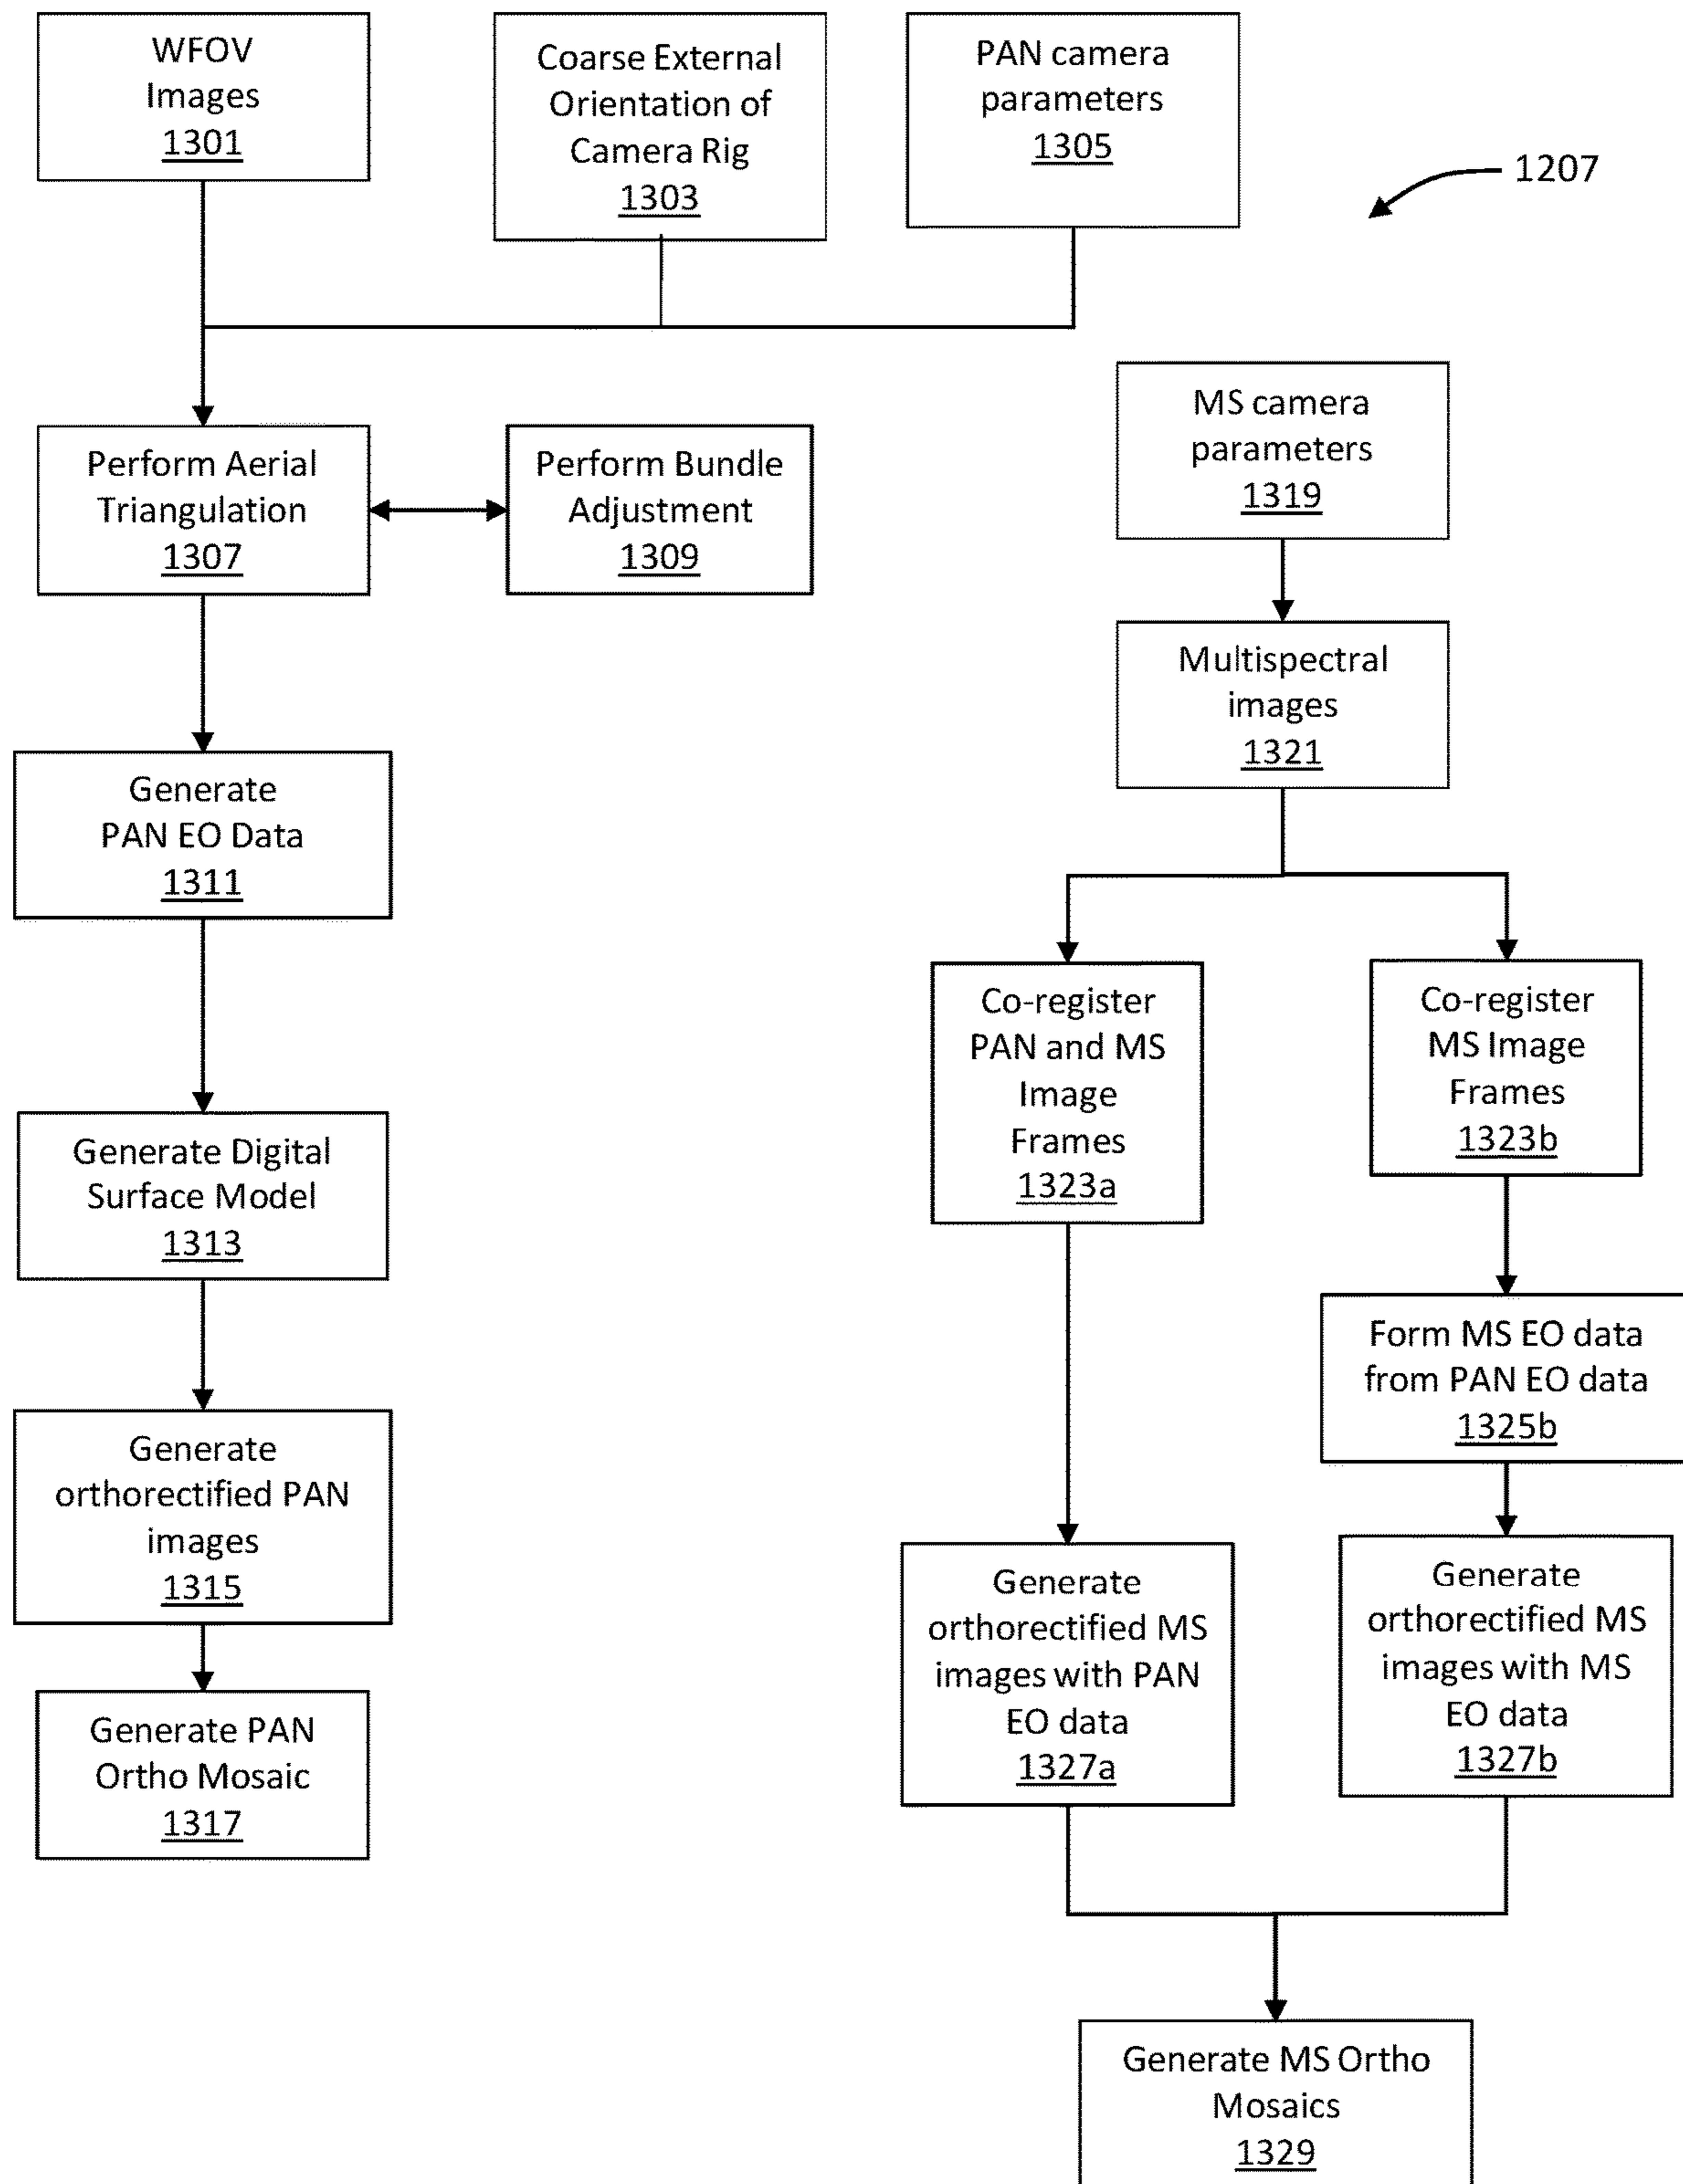 WFOV
Images
1301
Coarse External
Orientation of
Camera Rig
1303
PAN camera
parameters
1305
1207
Perform Aerial
Triangulation
1307
Perform Bundle
Adjustment
1309
MS camera
parameters
1319
Multispectral
images
1321
Generate
PAN EO Data
1311
Co-register
PAN and MS
Image
Frames
1323a
Co-register
MS Image
Frames
1323b
Generate Digital
Surface Model
1313
Form MS EO data
from PAN EO data
1325b
Generate
orthorectified PAN
images
1315
Generate
orthorectified MS
images with PAN
EO data
1327a
Generate
orthorectified MS
images with MS
EO data
1327b
Generate PAN
Ortho Mosaic
1317
Generate MS Ortho
Mosaics
1329